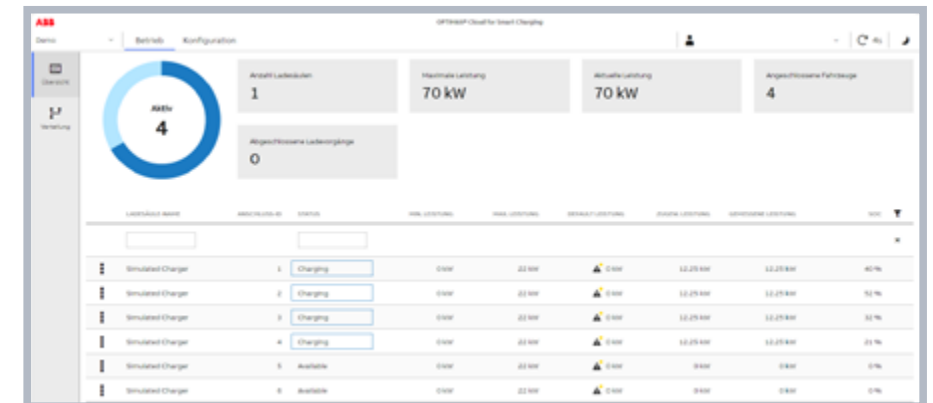 ABB
OPTIMAX® Cloud for Smart Charging
Demo Betrieb Konfiguration 4s
Übersicht
Verteilung
Aktiv
4
Anzahl Ladesäulen
1
Maximale Leistung
70 kW
Aktuelle Leistung
70 kW
Angeschlossene Fahrzeuge
4
Abgeschlossene Ladevorgänge
0
LADESÄULE NAME ANSCHLUSS-ID STATUS MIN. LEISTUNG MAX. LEISTUNG DEFAULT LEISTUNG ZUGEW. LEISTUNG GEMESSENE LEISTUNG SOC
Simulated Charger 1 Charging 0 kW 22 kW 0 kW 12.25 kW 12.25 kW 40 %
Simulated Charger 2 Charging 0 kW 22 kW 0 kW 12.25 kW 12.25 kW 52 %
Simulated Charger 3 Charging 0 kW 22 kW 0 kW 12.25 kW 12.25 kW 32 %
Simulated Charger 4 Charging 0 kW 22 kW 0 kW 12.25 kW 12.25 kW 21 %
Simulated Charger 5 Available 0 kW 22 kW 0 kW 0 kW 0 kW 0 %
Simulated Charger 6 Available 0 kW 22 kW 0 kW 0 kW 0 kW 0 %